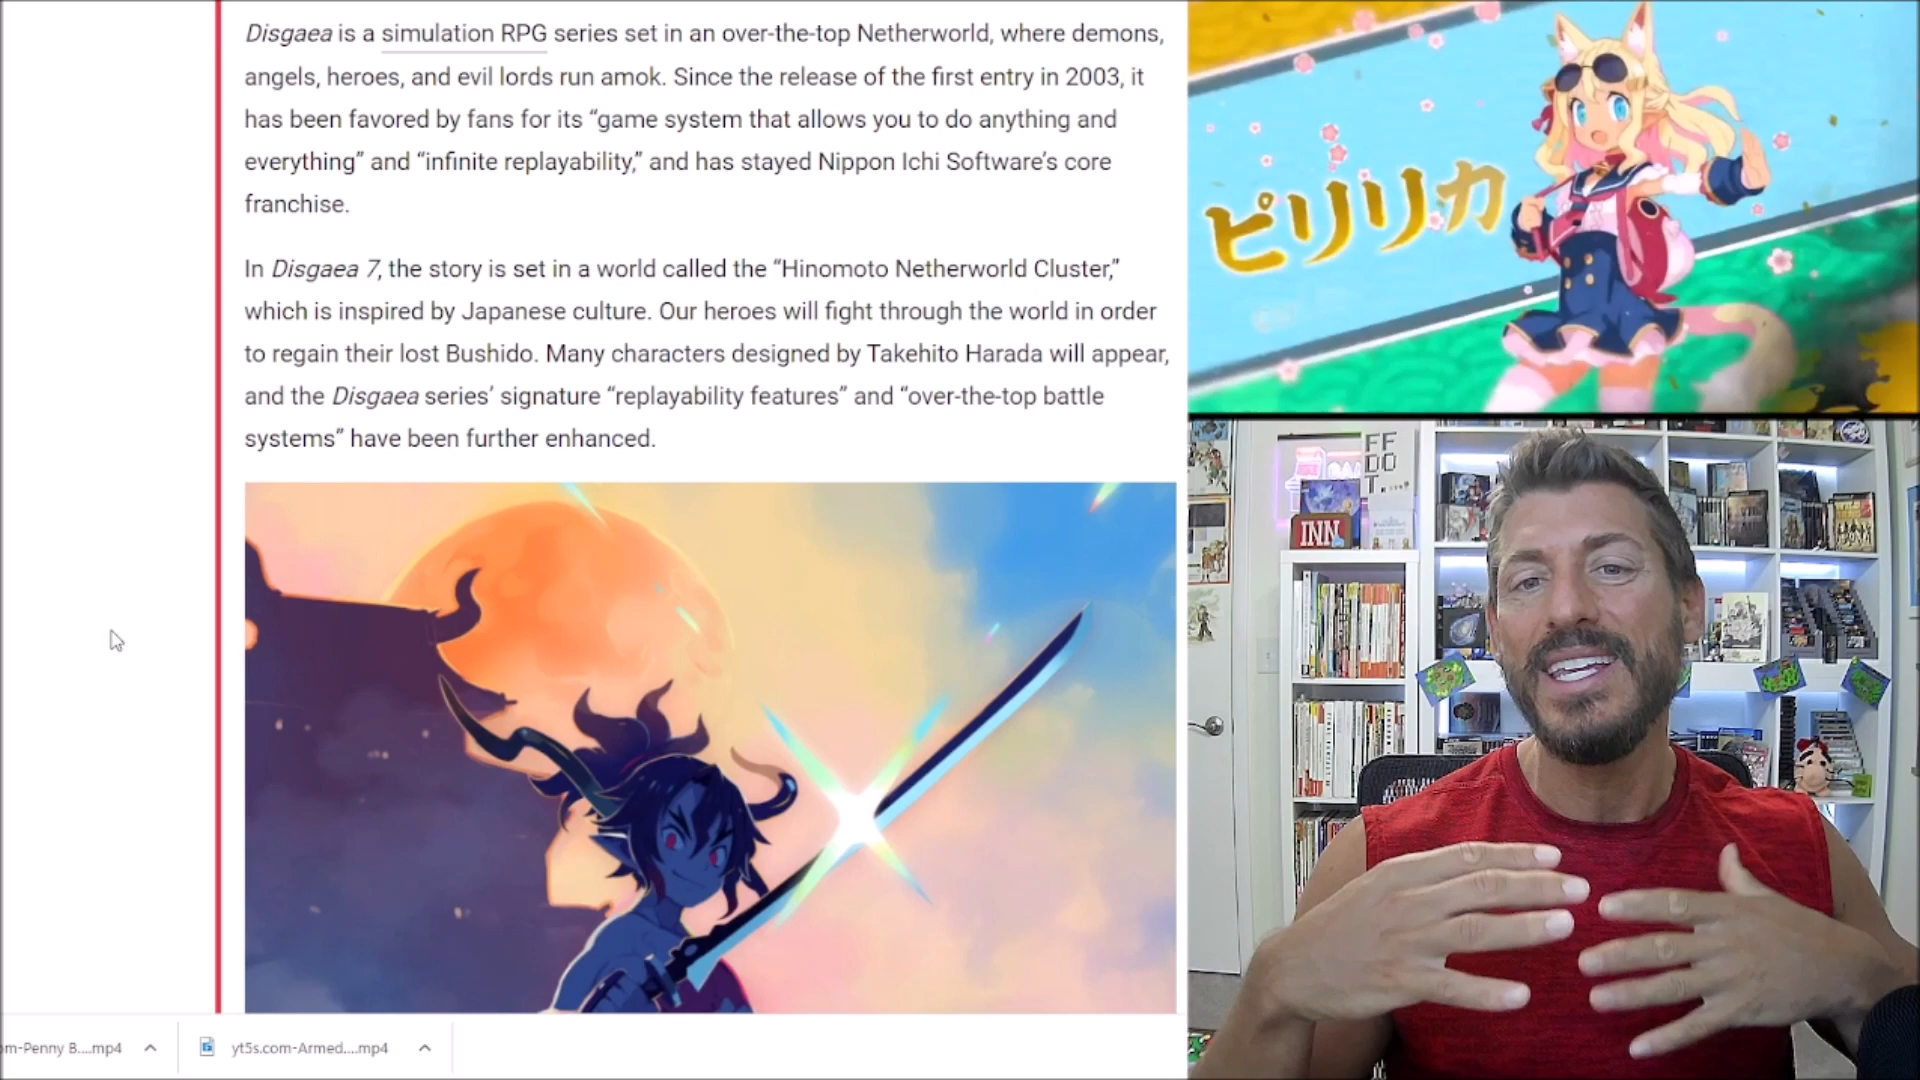 Disgaea is a simulation RPG series set in an over-the-top Netherworld, where demons,
angels, heroes, and evil lords run amok. Since the release of the first entry in 2003, it
has been favored by fans for its “game system that allows you to do anything and
everything” and “infinite replayability,” and has stayed Nippon Ichi Software’s core
franchise.
In Disgaea 7, the story is set in a world called the “Hinomoto Netherworld Cluster,”
which is inspired by Japanese culture. Our heroes will fight through the world in order
to regain their lost Bushido. Many characters designed by Takehito Harada will appear,
and the Disgaea series’ signature “replayability features” and “over-the-top battle
systems” have been further enhanced.
om-Penny B....mp4
yt5s.com-Armed....mp4
ピリリカ
FF
DO
T.
INN